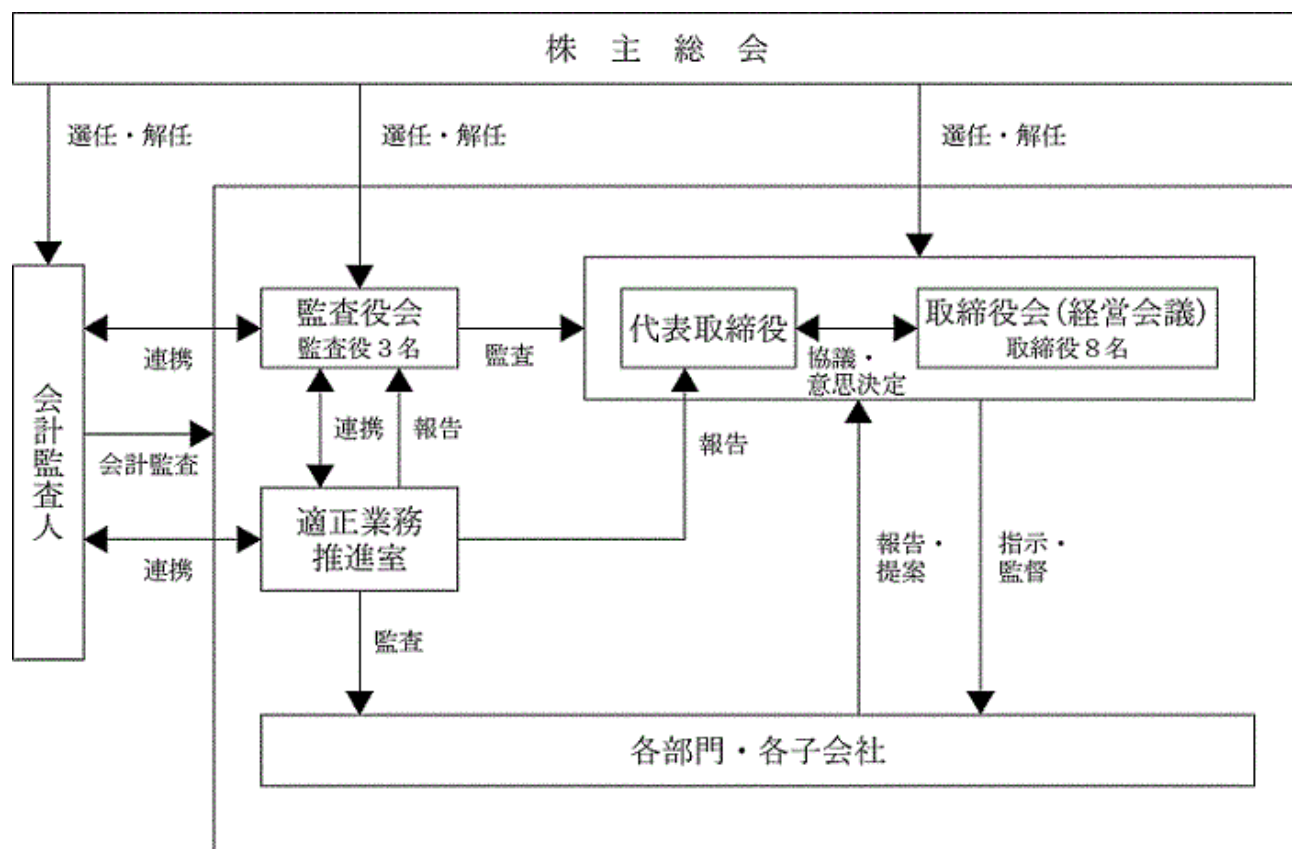 株主総会
選任・解任
選任・解任
選任・解任
監査役会
監査役3名
代表取締役
取締役会(経営会議)
取締役8名
連携
監査
協議・
意思決定
会計監査人
会計監査
連携
報告
報告
適正業務
推進室
連携
報告・
提案
指示・
監督
監査
各部門・各子会社